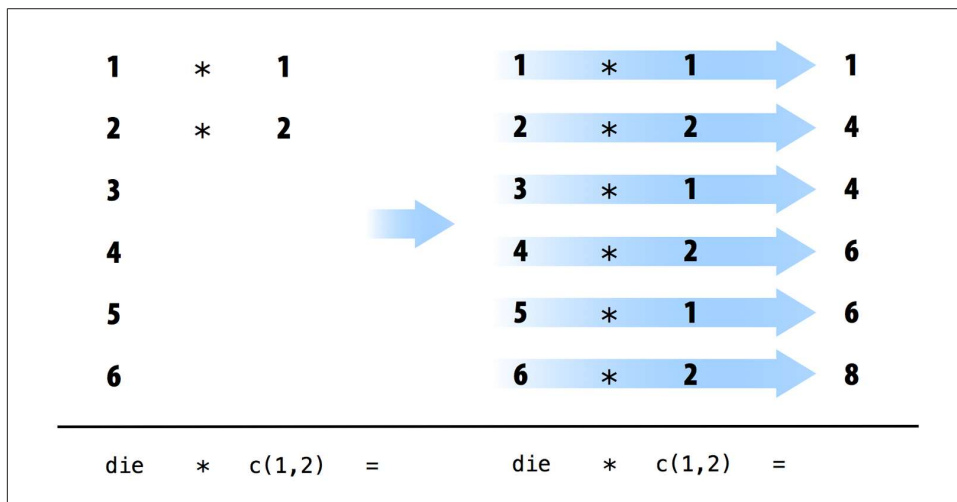 1 * 1 1 * 1 1
2 * 2 2 * 2 4
3 3 * 1 4
4 4 * 2 6
5 5 * 1 6
6 6 * 2 8
die * c(1,2) = die * c(1,2) =